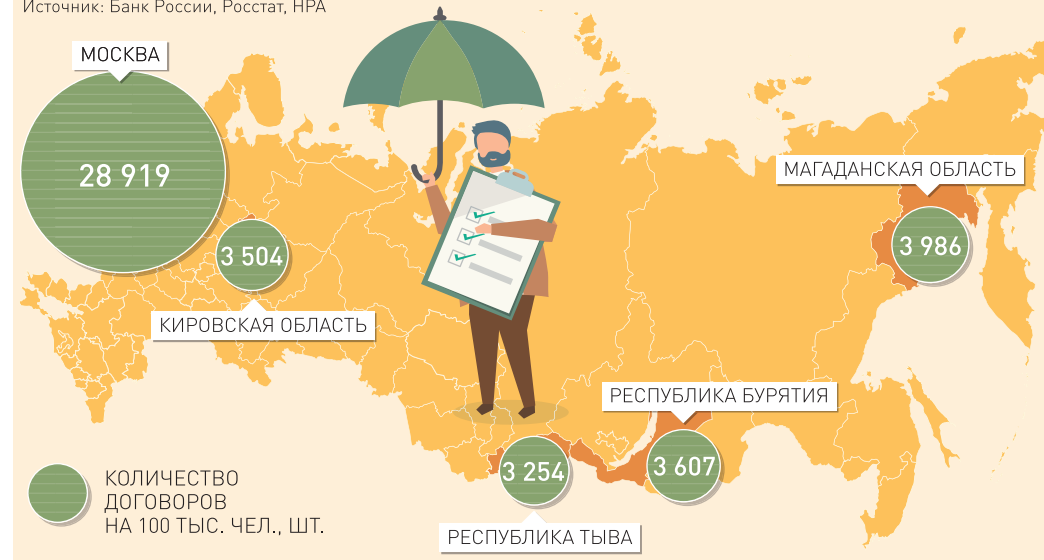 Источник: Банк России, Росстат, НРА
МОСКВА
28 919
МАГАДАНСКАЯ ОБЛАСТЬ
3 986
3 504
КИРОВСКАЯ ОБЛАСТЬ
РЕСПУБЛИКА БУРЯТИЯ
3 607
3 254
РЕСПУБЛИКА ТЫВА
КОЛИЧЕСТВО
ДОГОВОРОВ
НА 100 ТЫС. ЧЕЛ., ШТ.